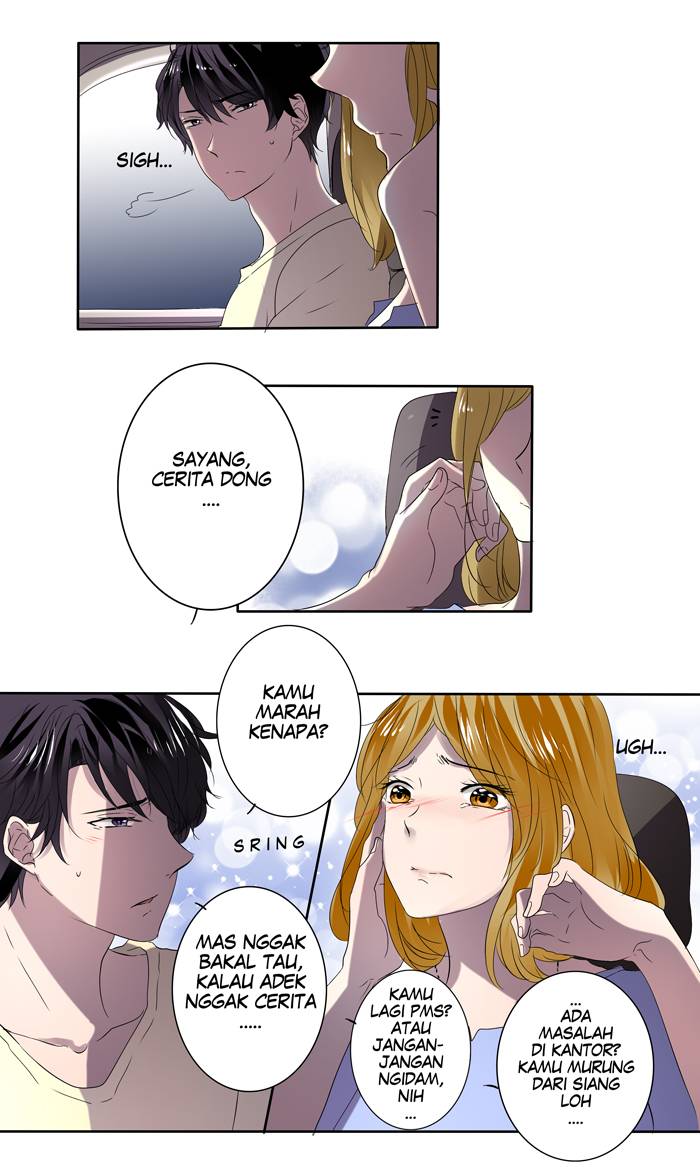 SIGH...
SAYANG,
CERITA DONG
....
KAMU
MARAH
KENAPA?
UGH...
SRING
MAS NGGAK
BAKAL TAU,
KALAU ADEK
NGGAK CERITA
.....
KAMU
LAGI PMS?
ATAU
JANGAN-
JANGAN
NGIDAM,
NIH
...
...
ADA
MASALAH
DI KANTOR?
KAMU MURUNG
DARI SIANG
LOH
....